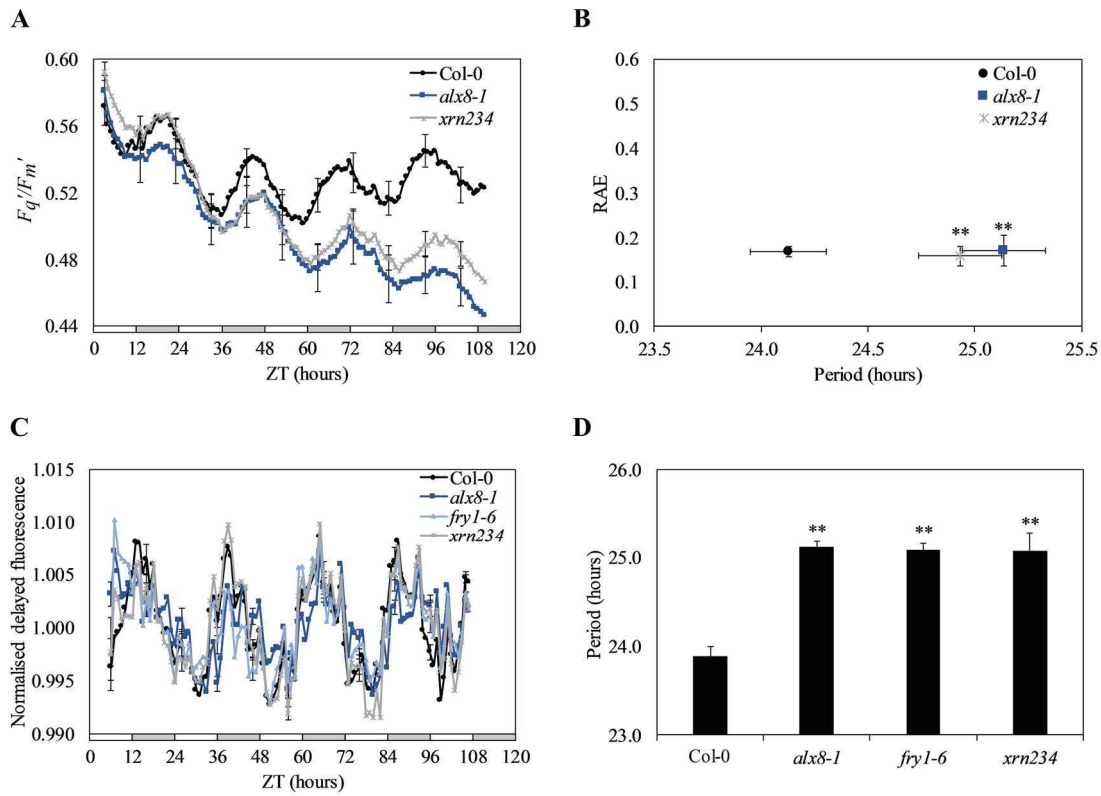 A
0.60
0.56
0.52
0.48
0.44
Fq'/Fm'
Col-0
alx8-1
xrn234
0 12 24 36 48 60 72 84 96 108 120
ZT (hours)
B
0.6
0.5
0.4
0.3
0.2
0.1
0.0
RAE
Col-0
alx8-1
xrn234
** **
23.5 24.0 24.5 25.0 25.5
Period (hours)
C
1.015
1.010
1.005
1.000
0.995
0.990
Normalised delayed fluorescence
Col-0
alx8-1
fry1-6
xrn234
0 12 24 36 48 60 72 84 96 108 120
ZT (hours)
D
26.0
25.0
24.0
23.0
Period (hours)
** ** **
Col-0 alx8-1 fry1-6 xrn234